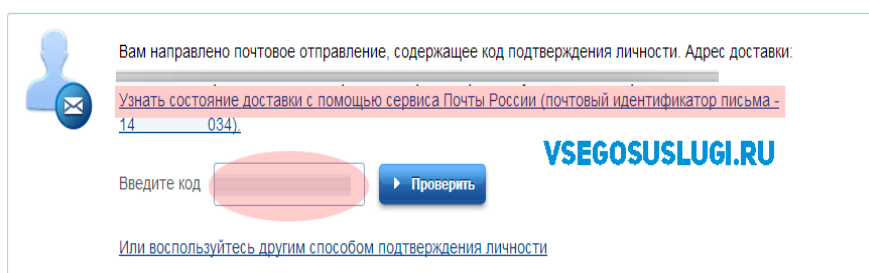 Вам направлено почтовое отправление, содержащее код подтверждения личности. Адрес доставки:
Узнать состояние доставки с помощью сервиса Почты России (почтовый идентификатор письма -
14 034).
VSEGOSUSLUGI.RU
Введите код
Проверить
Или воспользуйтесь другим способом подтверждения личности